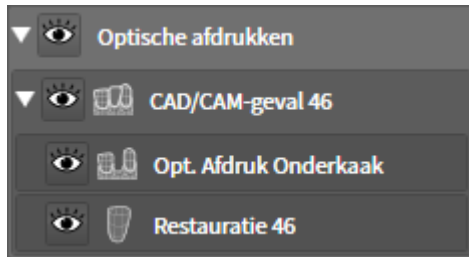 Optische afdrukken
CAD/CAM-geval 46
Opt. Afdruk Onderkaak
Restauratie 46